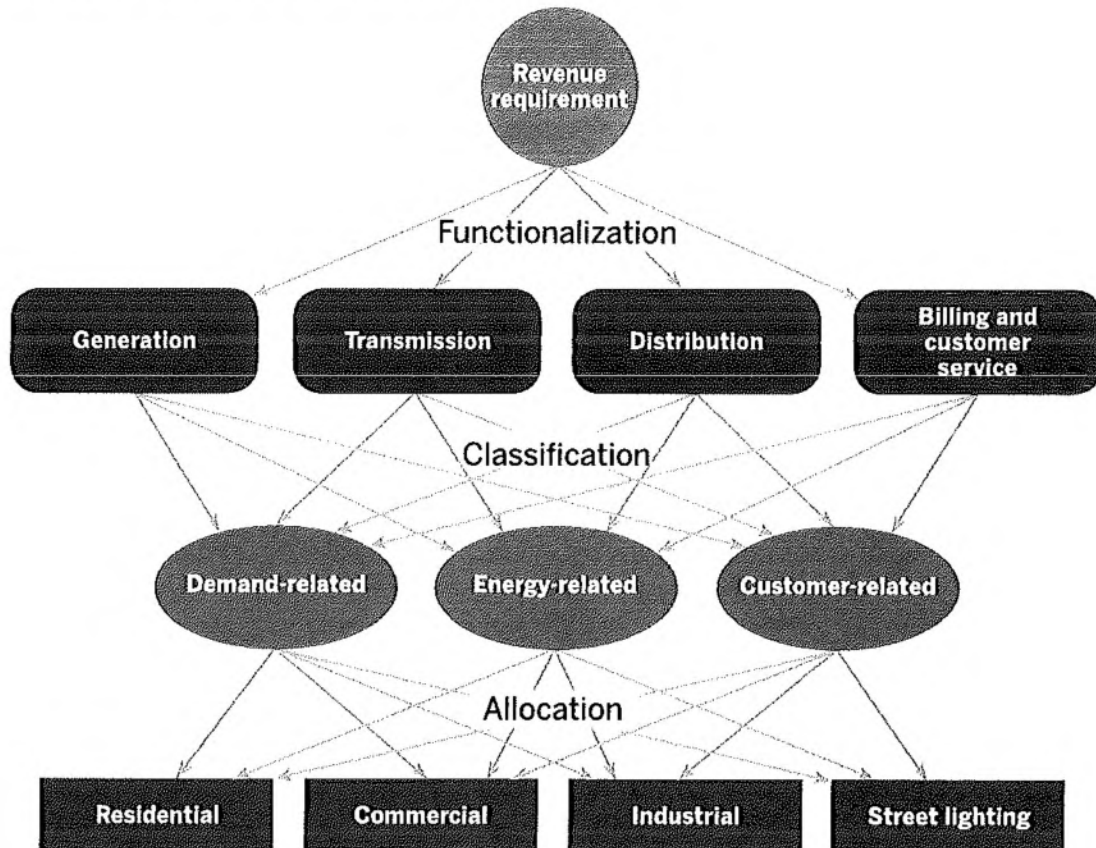 Revenue
requirement
Functionalization
Generation
Transmission
Distribution
Billing and
customer
service
Classification
Demand-related
Energy-related
Customer-related
Allocation
Residential
Commercial
Industrial
Street lighting